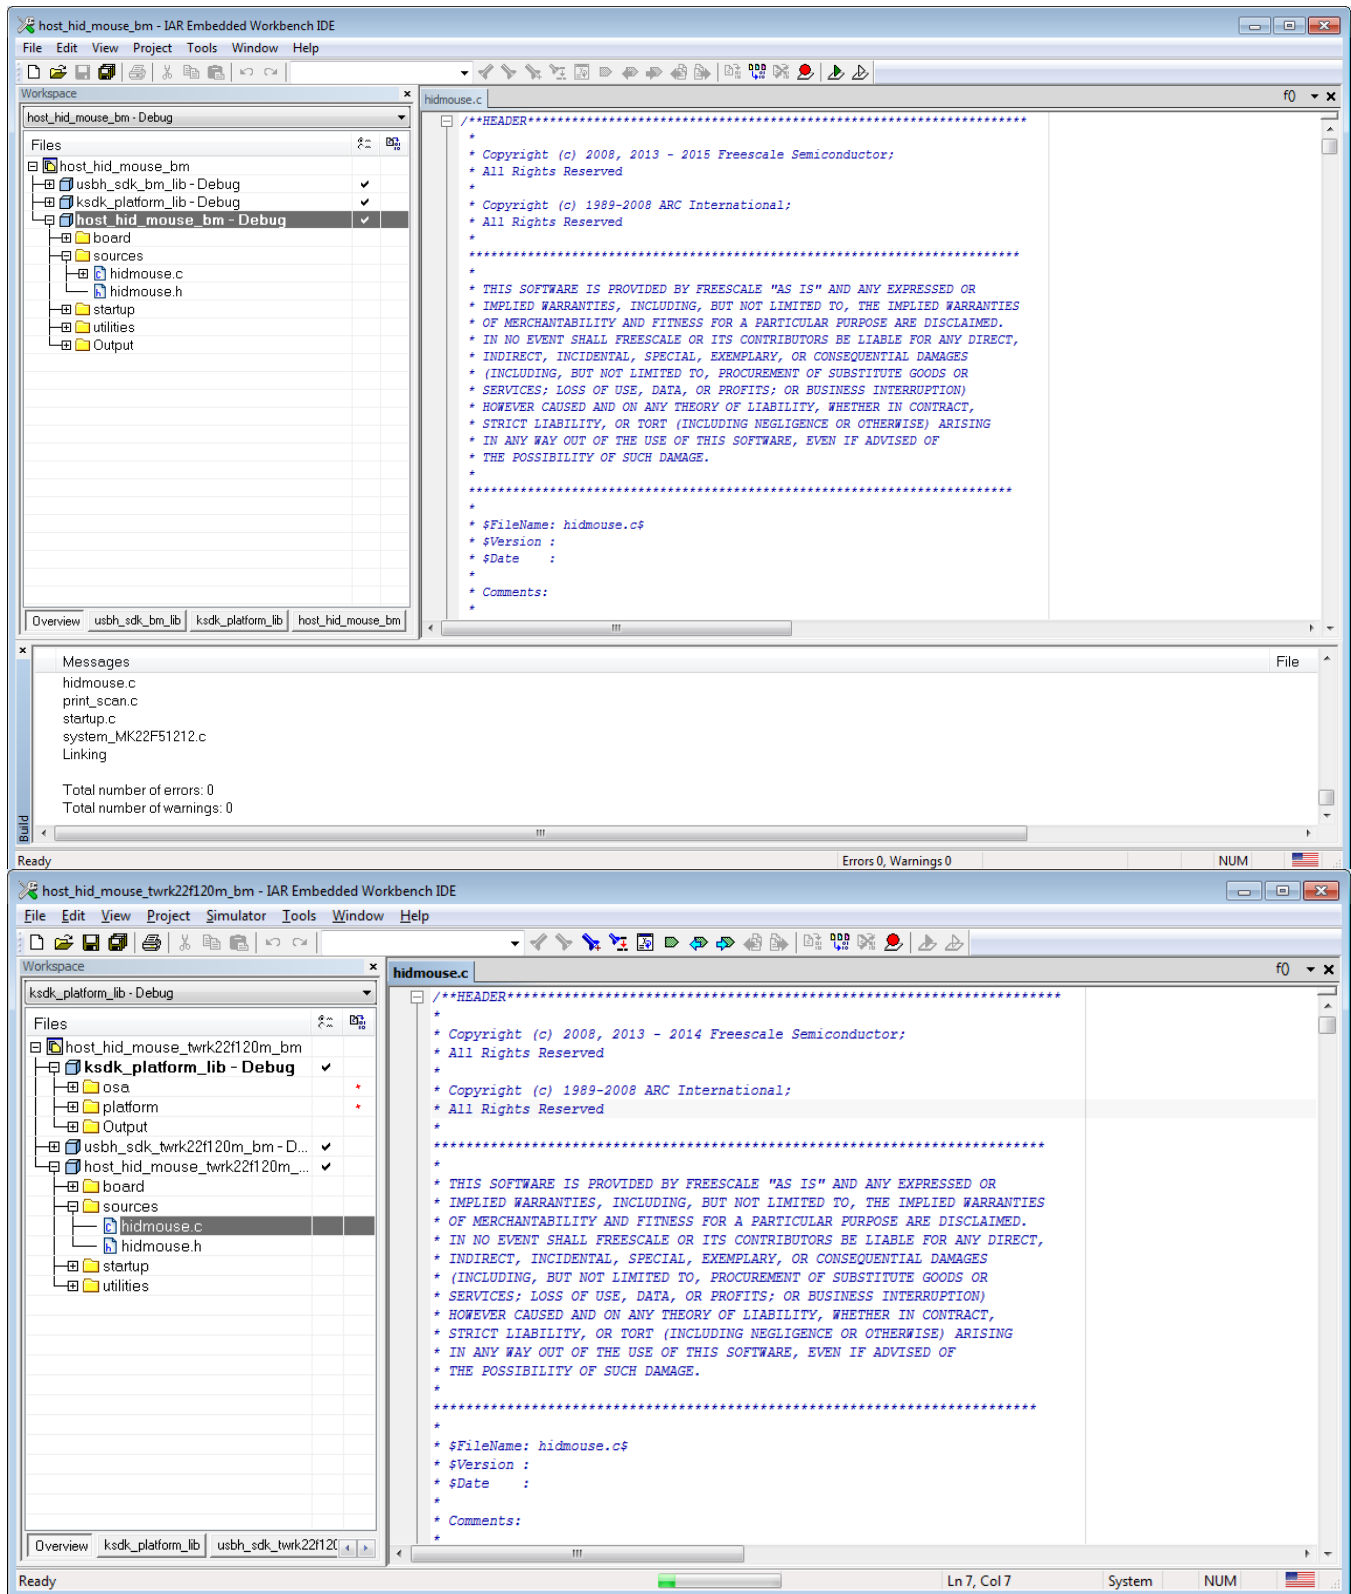 host_hid_mouse_bm - IAR Embedded Workbench IDE
File Edit View Project Tools Window Help
Workspace
host_hid_mouse_bm - Debug
Files
host_hid_mouse_bm
usbh_sdk_bm_lib - Debug
ksdk_platform_lib - Debug
host_hid_mouse_bm - Debug
board
sources
hidmouse.c
hidmouse.h
startup
utilities
Output
Overview usbh_sdk_bm_lib ksdk_platform_lib host_hid_mouse_bm
hidmouse.c f()
/**HEADER********************************************************************
*
* Copyright (c) 2008, 2013 - 2015 Freescale Semiconductor;
* All Rights Reserved
*
* Copyright (c) 1989-2008 ARC International;
* All Rights Reserved
*
***************************************************************************
*
* THIS SOFTWARE IS PROVIDED BY FREESCALE "AS IS" AND ANY EXPRESSED OR
* IMPLIED WARRANTIES, INCLUDING, BUT NOT LIMITED TO, THE IMPLIED WARRANTIES
* OF MERCHANTABILITY AND FITNESS FOR A PARTICULAR PURPOSE ARE DISCLAIMED.
* IN NO EVENT SHALL FREESCALE OR ITS CONTRIBUTORS BE LIABLE FOR ANY DIRECT,
* INDIRECT, INCIDENTAL, SPECIAL, EXEMPLARY, OR CONSEQUENTIAL DAMAGES
* (INCLUDING, BUT NOT LIMITED TO, PROCUREMENT OF SUBSTITUTE GOODS OR
* SERVICES; LOSS OF USE, DATA, OR PROFITS; OR BUSINESS INTERRUPTION)
* HOWEVER CAUSED AND ON ANY THEORY OF LIABILITY, WHETHER IN CONTRACT,
* STRICT LIABILITY, OR TORT (INCLUDING NEGLIGENCE OR OTHERWISE) ARISING
* IN ANY WAY OUT OF THE USE OF THIS SOFTWARE, EVEN IF ADVISED OF
* THE POSSIBILITY OF SUCH DAMAGE.
*
**************************************************************************
*
* $FileName: hidmouse.c$
* $Version :
* $Date    :
*
* Comments:
*
Messages File
hidmouse.c
print_scan.c
startup.c
system_MK22F51212.c
Linking
Total number of errors: 0
Total number of warnings: 0
Build
Ready Errors 0, Warnings 0 NUM
host_hid_mouse_twrk22f120m_bm - IAR Embedded Workbench IDE
File Edit View Project Simulator Tools Window Help
Workspace
ksdk_platform_lib - Debug
Files
host_hid_mouse_twrk22f120m_bm
ksdk_platform_lib - Debug
osa *
platform *
Output
usbh_sdk_twrk22f120m_bm - D...
host_hid_mouse_twrk22f120m_...
board
sources
hidmouse.c
hidmouse.h
startup
utilities
Overview ksdk_platform_lib usbh_sdk_twrk22f120
hidmouse.c f()
/**HEADER********************************************************************
*
* Copyright (c) 2008, 2013 - 2014 Freescale Semiconductor;
* All Rights Reserved
*
* Copyright (c) 1989-2008 ARC International;
* All Rights Reserved
*
***************************************************************************
*
* THIS SOFTWARE IS PROVIDED BY FREESCALE "AS IS" AND ANY EXPRESSED OR
* IMPLIED WARRANTIES, INCLUDING, BUT NOT LIMITED TO, THE IMPLIED WARRANTIES
* OF MERCHANTABILITY AND FITNESS FOR A PARTICULAR PURPOSE ARE DISCLAIMED.
* IN NO EVENT SHALL FREESCALE OR ITS CONTRIBUTORS BE LIABLE FOR ANY DIRECT,
* INDIRECT, INCIDENTAL, SPECIAL, EXEMPLARY, OR CONSEQUENTIAL DAMAGES
* (INCLUDING, BUT NOT LIMITED TO, PROCUREMENT OF SUBSTITUTE GOODS OR
* SERVICES; LOSS OF USE, DATA, OR PROFITS; OR BUSINESS INTERRUPTION)
* HOWEVER CAUSED AND ON ANY THEORY OF LIABILITY, WHETHER IN CONTRACT,
* STRICT LIABILITY, OR TORT (INCLUDING NEGLIGENCE OR OTHERWISE) ARISING
* IN ANY WAY OUT OF THE USE OF THIS SOFTWARE, EVEN IF ADVISED OF
* THE POSSIBILITY OF SUCH DAMAGE.
*
**************************************************************************
*
* $FileName: hidmouse.c$
* $Version :
* $Date    :
*
* Comments:
*
Ready Ln 7, Col 7 System NUM